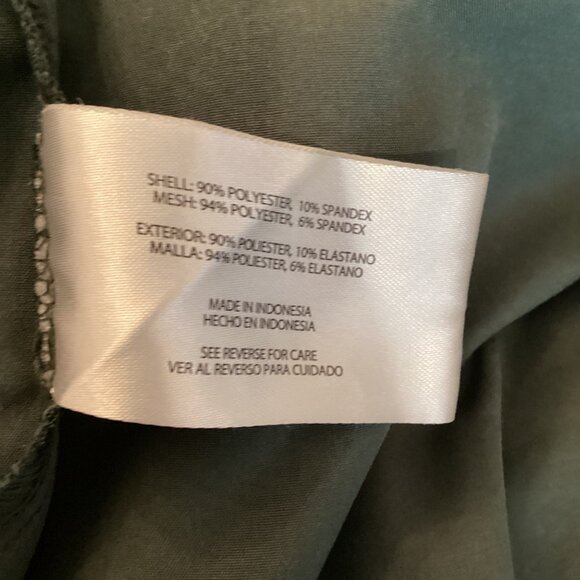 SHELL: 90% POLYESTER, 10% SPANDEX
MESH: 94% POLYESTER, 6% SPANDEX
EXTERIOR: 90% POLIESTER, 10% ELASTANO
MALLA: 94% POLIESTER, 6% ELASTANO
MADE IN INDONESIA
HECHO EN INDONESIA
SEE REVERSE FOR CARE
VER AL REVERSO PARA CUIDADO